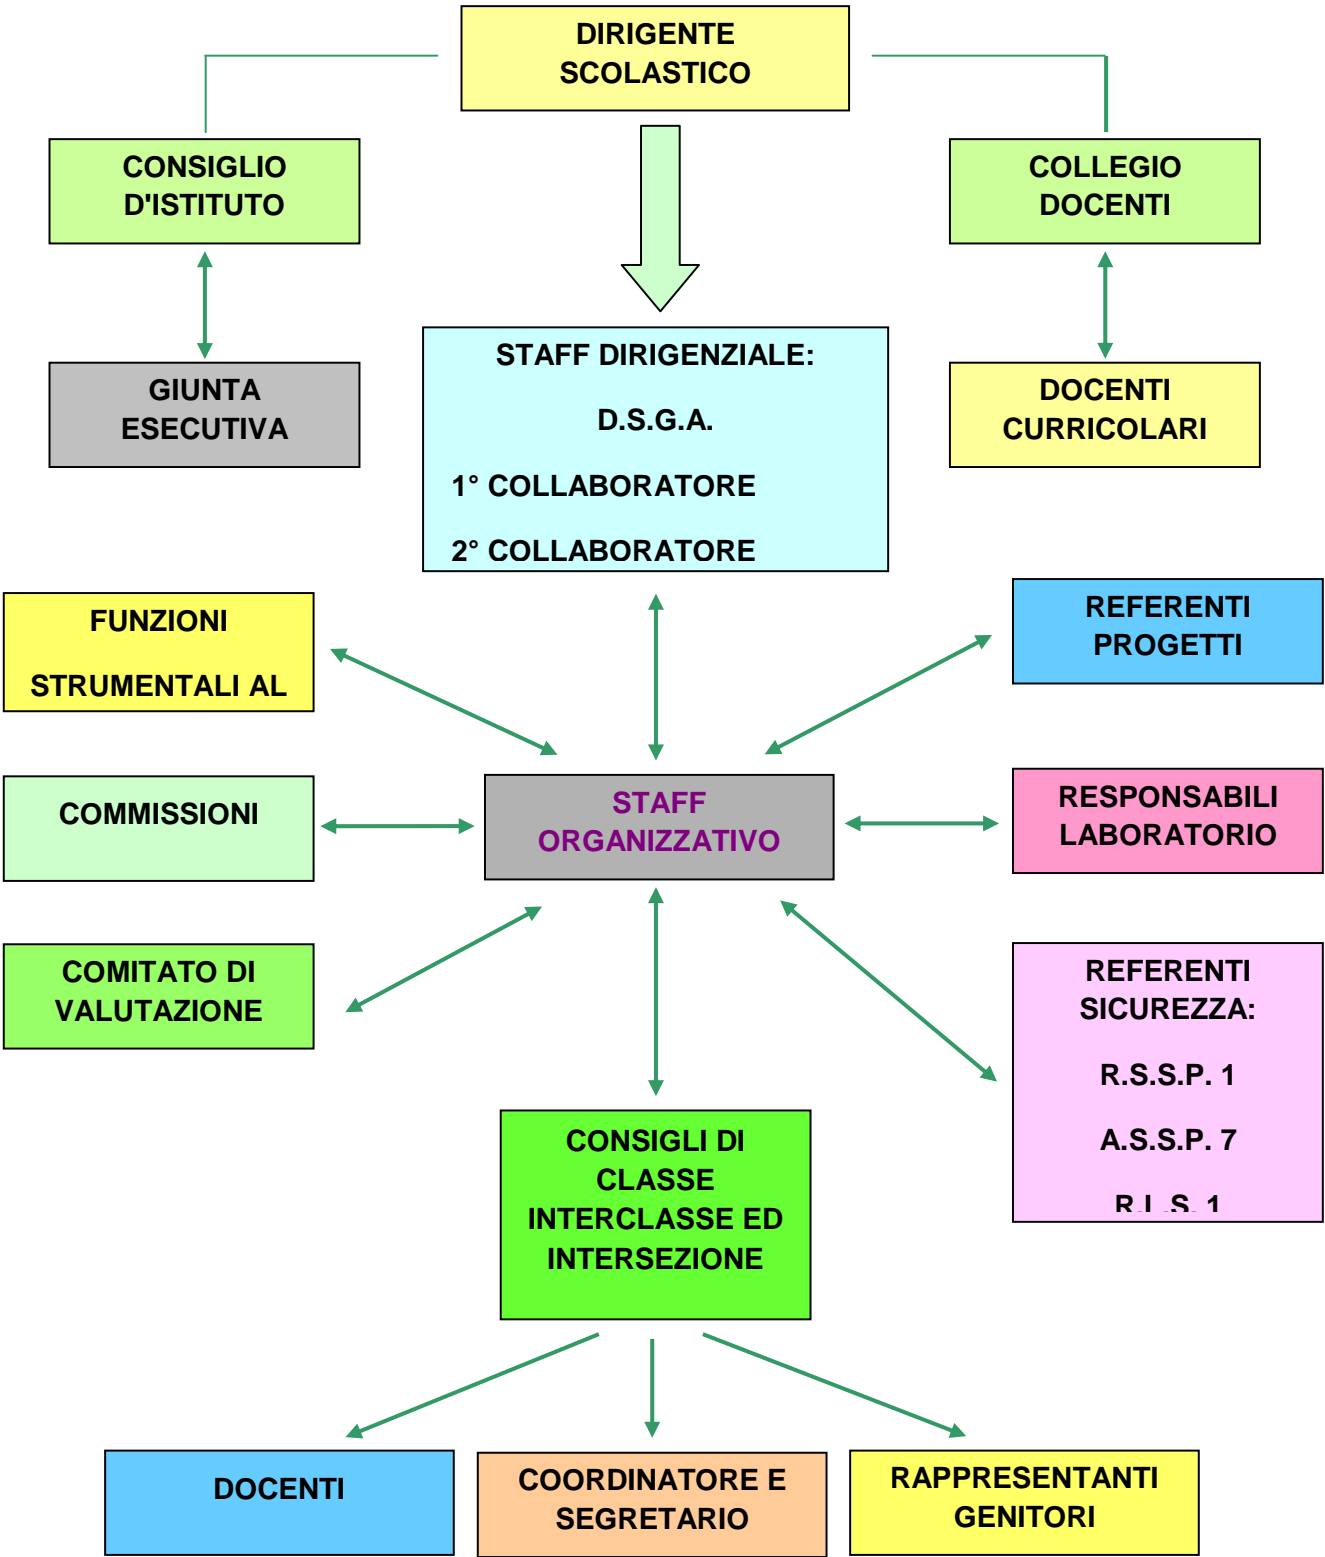 DIRIGENTE
SCOLASTICO
CONSIGLIO
D'ISTITUTO
COLLEGIO
DOCENTI
GIUNTA
ESECUTIVA
STAFF DIRIGENZIALE:
D.S.G.A.
1° COLLABORATORE
2° COLLABORATORE
DOCENTI
CURRICOLARI
FUNZIONI
STRUMENTALI AL
REFERENTI
PROGETTI
COMMISSIONI
STAFF
ORGANIZZATIVO
RESPONSABILI
LABORATORIO
COMITATO DI
VALUTAZIONE
REFERENTI
SICUREZZA:
R.S.S.P. 1
A.S.S.P. 7
R.L.S. 1
CONSIGLI DI
CLASSE
INTERCLASSE ED
INTERSEZIONE
DOCENTI
COORDINATORE E
SEGRETARIO
RAPPRESENTANTI
GENITORI